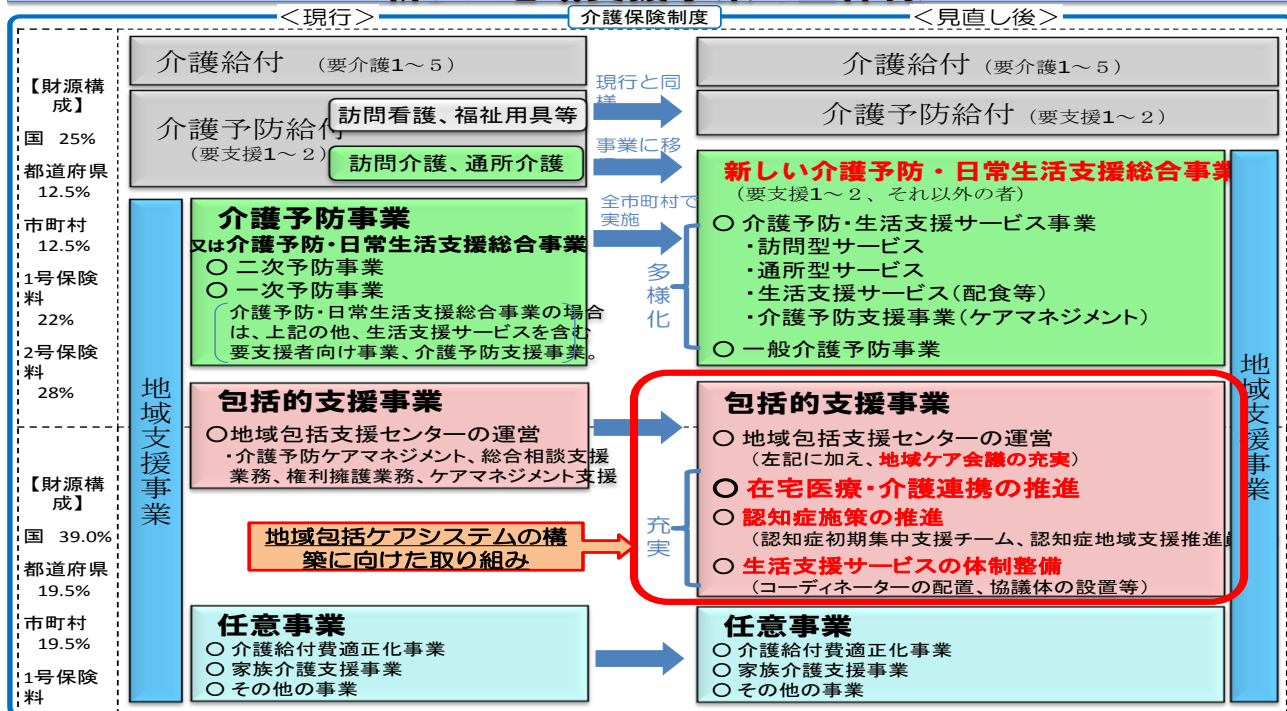 <現行>
介護保険制度
<見直し後>
【財源構
成】
国 25%
都道府県
12.5%
市町村
12.5%
1号保険
料
22%
2号保険
料
28%
【財源構
成】
国 39.0%
都道府県
19.5%
市町村
19.5%
1号保険
料
介護給付 (要介護1~5)
介護予防給付
(要支援1~2)
訪問看護、福祉用具等
訪問介護、通所介護
地域支援事業
介護予防事業
又は介護予防・日常生活支援総合事業
○ 二次予防事業
○ 一次予防事業
介護予防・日常生活支援総合事業の場合
は、上記の他、生活支援サービスを含む
要支援者向け事業、介護予防支援事業。
包括的支援事業
○地域包括支援センターの運営
・介護予防ケアマネジメント、総合相談支援
業務、権利擁護業務、ケアマネジメント支援
地域包括ケアシステムの構
築に向けた取り組み
任意事業
○ 介護給付費適正化事業
○ 家族介護支援事業
○ その他の事業
現行と同
様
事業に移
全市町村で
実施
多様化
充実
介護給付 (要介護1~5)
介護予防給付 (要支援1~2)
新しい介護予防・日常生活支援総合事業
(要支援1~2、それ以外の者)
○ 介護予防・生活支援サービス事業
・訪問型サービス
・通所型サービス
・生活支援サービス(配食等)
・介護予防支援事業(ケアマネジメント)
○ 一般介護予防事業
包括的支援事業
○ 地域包括支援センターの運営
(左記に加え、地域ケア会議の充実)
○ 在宅医療・介護連携の推進
○ 認知症施策の推進
(認知症初期集中支援チーム、認知症地域支援推進員
○ 生活支援サービスの体制整備
(コーディネーターの配置、協議体の設置等)
任意事業
○ 介護給付費適正化事業
○ 家族介護支援事業
○ その他の事業
地域支援事業